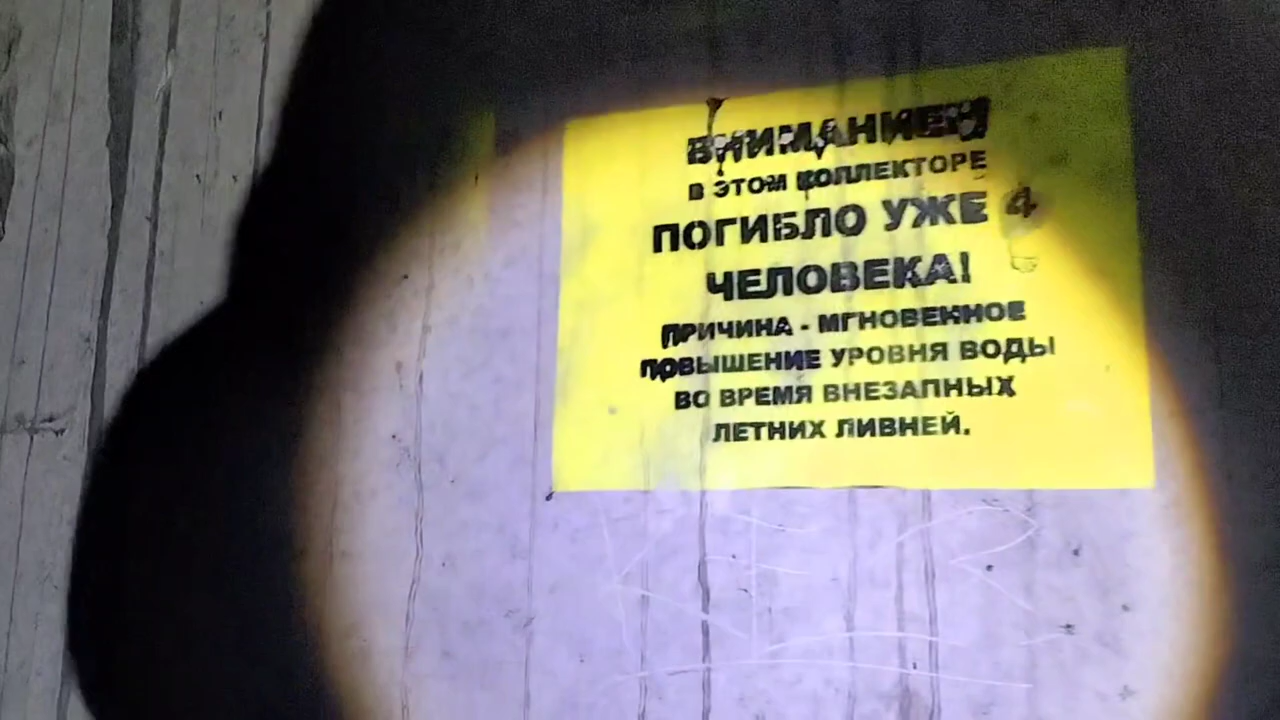 ВНИМАНИЕ!
В ЭТОМ КОЛЛЕКТОРЕ
ПОГИБЛО УЖЕ 4
ЧЕЛОВЕКА!
ПРИЧИНА - МГНОВЕННОЕ
ПОВЫШЕНИЕ УРОВНЯ ВОДЫ
ВО ВРЕМЯ ВНЕЗАПНЫХ
ЛЕТНИХ ЛИВНЕЙ.